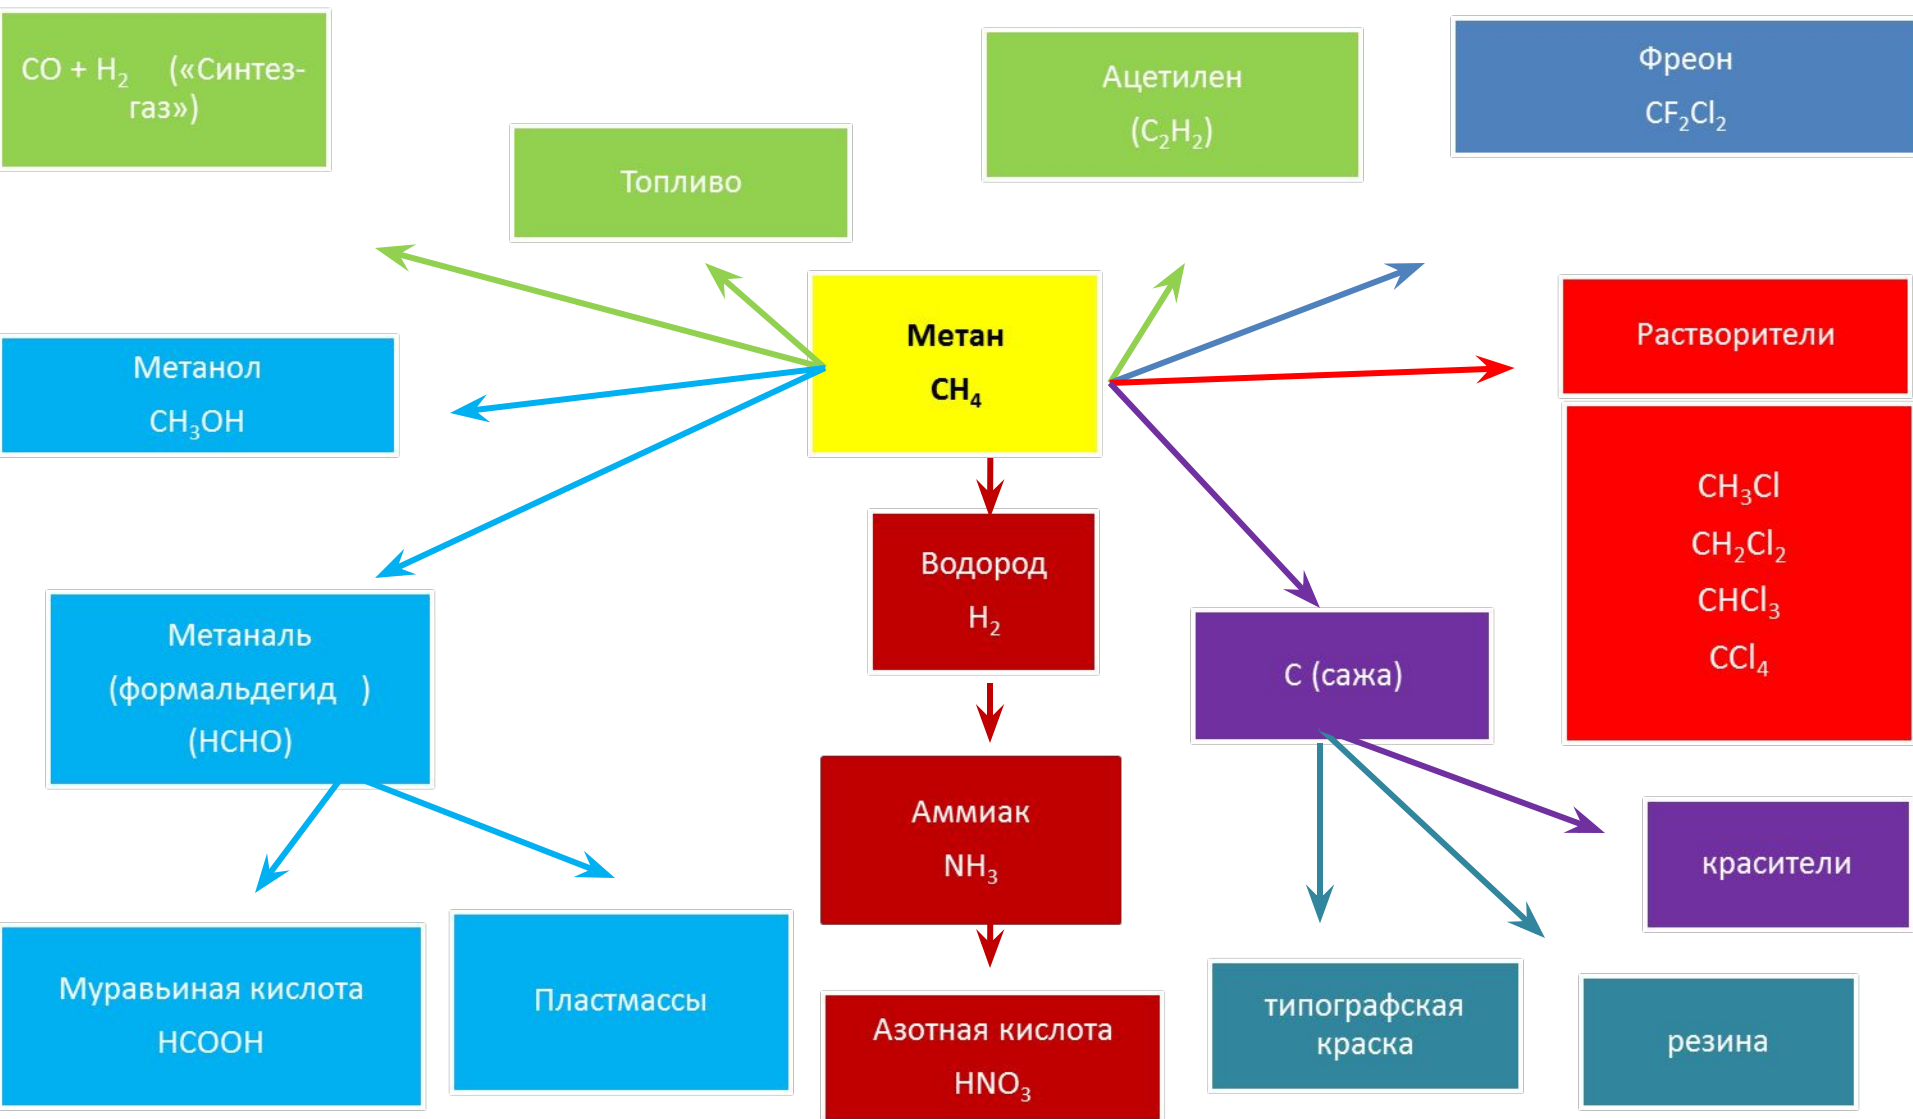 CO + H₂ («Синтез-
газ»)
Топливо
Ацетилен
(C₂H₂)
Фреон
CF₂Cl₂
Метан
CH₄
Растворители
CH₃Cl
CH₂Cl₂
CHCl₃
CCl₄
Метанол
CH₃OH
Водород
H₂
Метаналь
(формальдегид )
(HCHO)
С (сажа)
Аммиак
NH₃
красители
Муравьиная кислота
HCOOH
Пластмассы
Азотная кислота
HNO₃
типографская
краска
резина